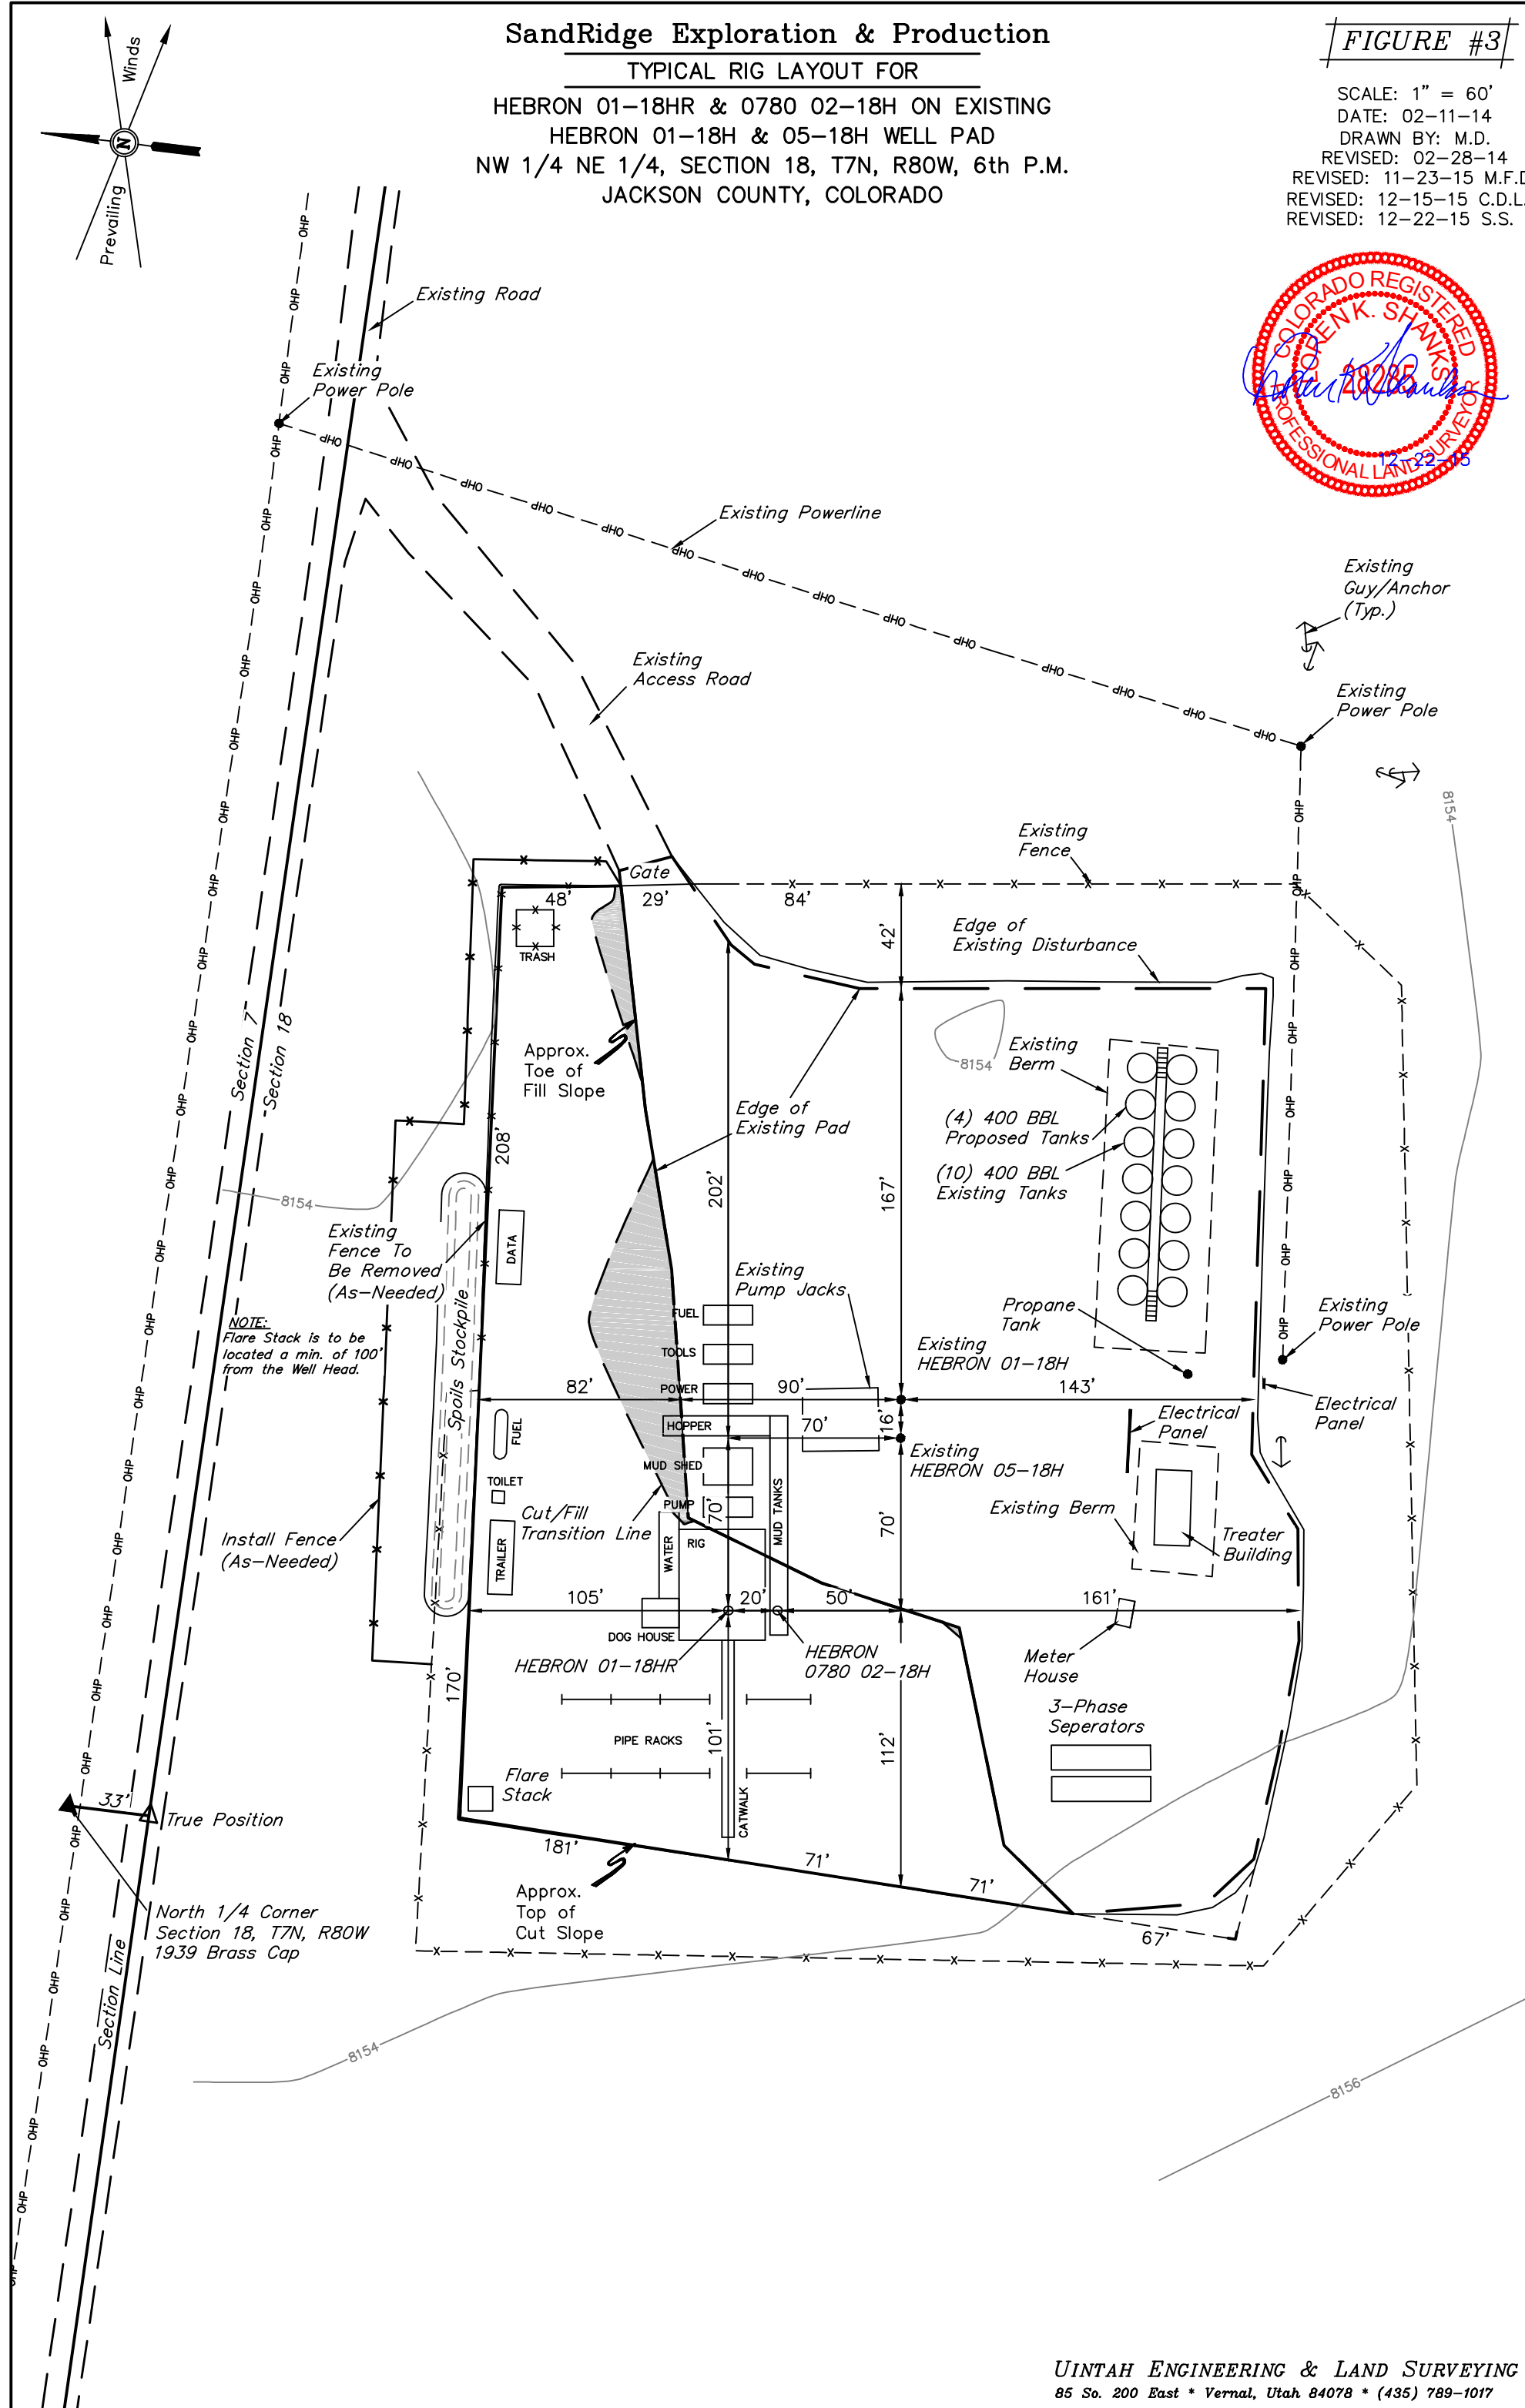 SandRidge Exploration & Production
TYPICAL RIG LAYOUT FOR
HEBRON 01-18HR & 0780 02-18H ON EXISTING
HEBRON 01-18H & 05-18H WELL PAD
NW 1/4 NE 1/4, SECTION 18, T7N, R80W, 6th P.M.
JACKSON COUNTY, COLORADO
FIGURE #3
SCALE: 1" = 60'
DATE: 02-11-14
DRAWN BY: M.D.
REVISED: 02-28-14
REVISED: 11-23-15 M.F.D
REVISED: 12-15-15 C.D.L.
REVISED: 12-22-15 S.S.
COLORADO REGISTERED
LOREN K. SHANKS
28285
PROFESSIONAL LAND SURVEYOR
12-22-15
Winds
N
Prevailing
Existing Road
Existing
Power Pole
OHP
Existing Powerline
Existing
Guy/Anchor
(Typ.)
Existing
Access Road
Existing
Power Pole
8154
Existing
Fence
Gate
48'
29'
84'
42'
TRASH
Edge of
Existing Disturbance
Section 7
Section 18
Approx.
Toe of
Fill Slope
8154
Existing
Berm
Edge of
Existing Pad
(4) 400 BBL
Proposed Tanks
(10) 400 BBL
Existing Tanks
208'
202'
167'
8154
Existing
Fence To
Be Removed
(As-Needed)
DATA
Existing
Pump Jacks
Propane
Tank
Existing
Power Pole
NOTE:
Flare Stack is to be
located a min. of 100'
from the Well Head.
Spoils Stockpile
FUEL
TOOLS
POWER
HOPPER
MUD SHED
PUMP
Existing
HEBRON 01-18H
82'
90'
143'
16'
70'
FUEL
TOILET
TRAILER
Electrical
Panel
Electrical
Panel
Existing
HEBRON 05-18H
Existing Berm
Treater
Building
Cut/Fill
Transition Line
Install Fence
(As-Needed)
70'
MUD TANKS
70'
WATER
RIG
105'
20'
50'
161'
DOG HOUSE
HEBRON 01-18HR
HEBRON
0780 02-18H
Meter
House
3-Phase
Seperators
170'
101'
112'
PIPE RACKS
CATWALK
Flare
Stack
33'
True Position
181'
71'
71'
67'
Approx.
Top of
Cut Slope
North 1/4 Corner
Section 18, T7N, R80W
1939 Brass Cap
Section Line
8154
8156
UINTAH ENGINEERING & LAND SURVEYING
85 So. 200 East * Vernal, Utah 84078 * (435) 789-1017